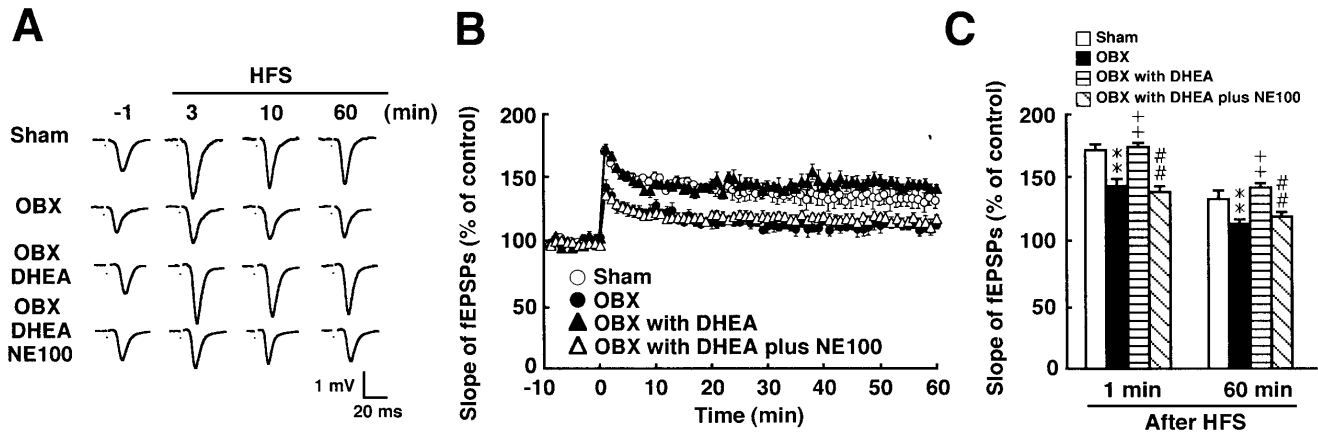 A
HFS
-1 3 10 60 (min)
Sham
OBX
OBX
DHEA
OBX
DHEA
NE100
1 mV
20 ms
B
Slope of fEPSPs (% of control)
200
150
100
50
0
Sham
OBX
OBX with DHEA
OBX with DHEA plus NE100
-10 0 10 20 30 40 50 60
Time (min)
C
Sham
OBX
OBX with DHEA
OBX with DHEA plus NE100
Slope of fEPSPs (% of control)
200
150
100
50
0
**
++
##
**
++
##
1 min 60 min
After HFS